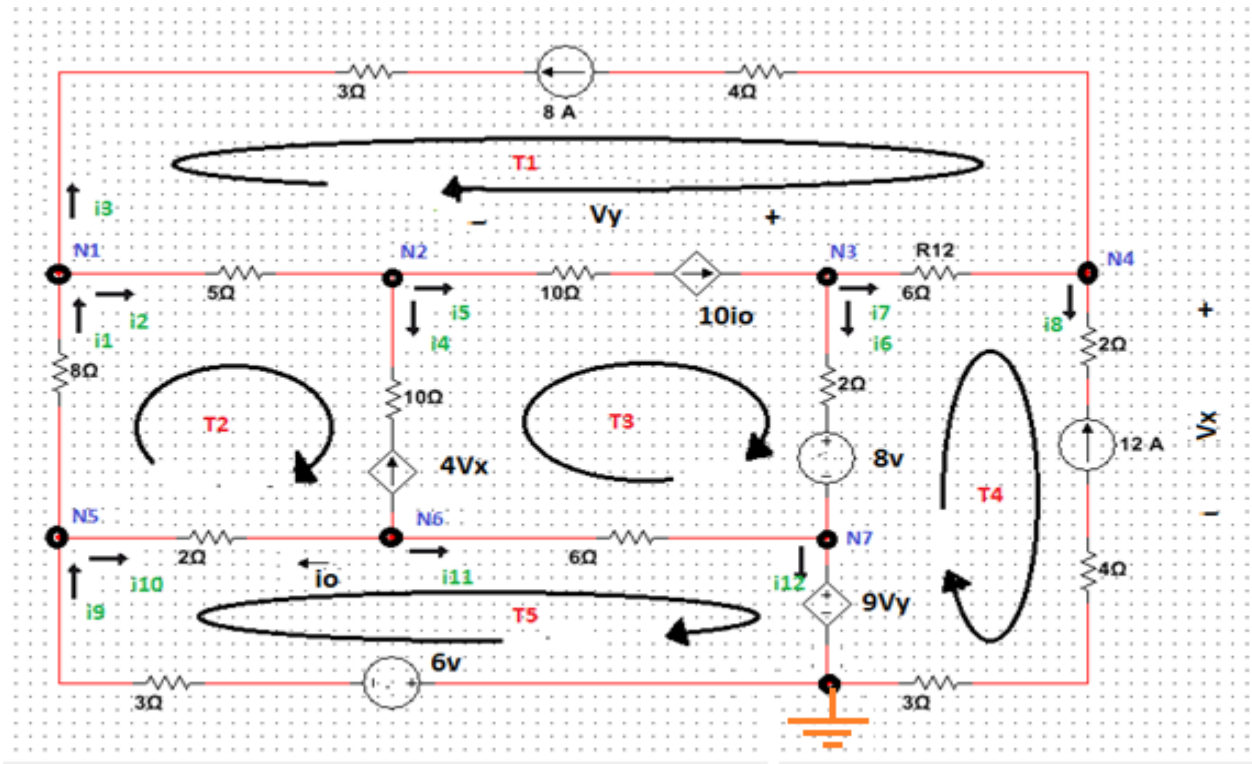 3Ω
8 A
4Ω
T1
i3
− Vy +
N1
N2
N3
R12
N4
5Ω
10Ω
6Ω
i2
i5
10io
i7
i1
i4
i6
i8
+
8Ω
2Ω
2Ω
10Ω
T2
T3
Vx
4Vx
8v
12 A
T4
−
N5
N6
N7
2Ω
6Ω
i10
io
i11
i12
4Ω
i9
9Vy
T5
6v
3Ω
3Ω